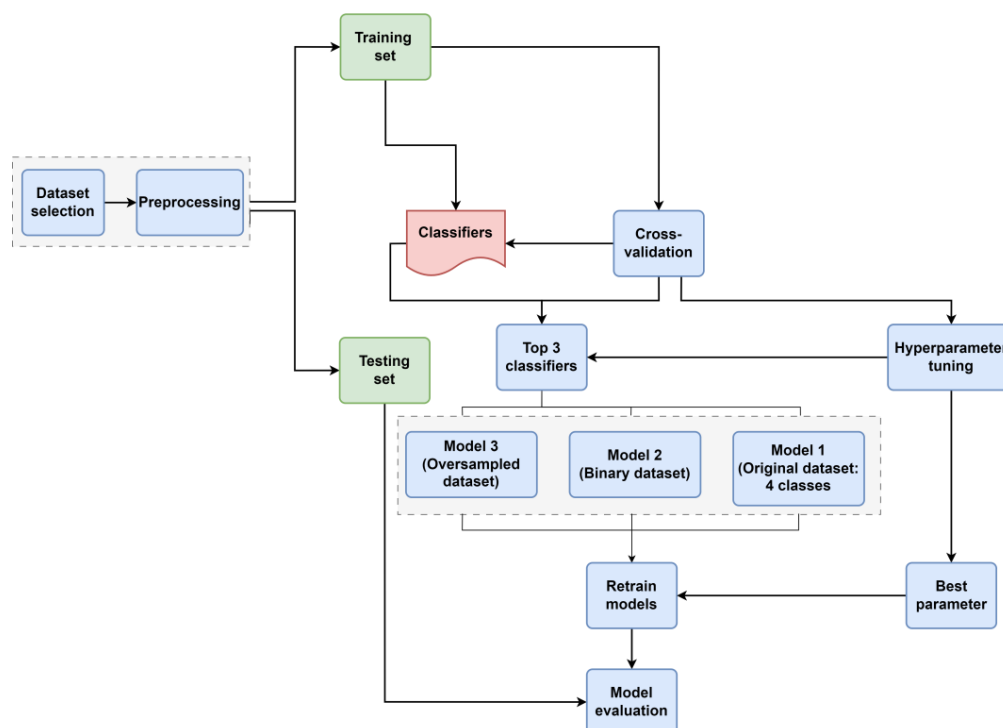 Training
set
Dataset
selection
Preprocessing
Classifiers
Cross-
validation
Testing
set
Top 3
classifiers
Hyperparameter
tuning
Model 3
(Oversampled
dataset)
Model 2
(Binary dataset)
Model 1
(Original dataset:
4 classes
Retrain
models
Best
parameter
Model
evaluation